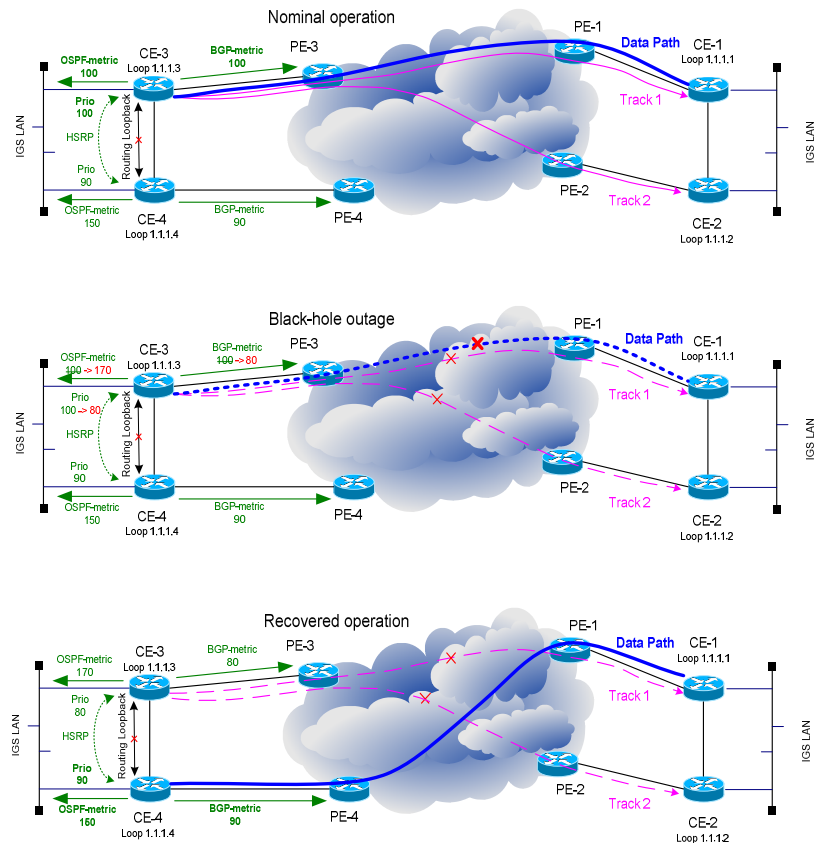 Nominal operation
PE-1
CE-3
Loop 1.1.1.3
BGP-metric
100
PE-3
Data Path
CE-1
Loop 1.1.1.1
OSPF-metric
100
Prio
100
Track 1
IGS LAN
HSRP
Routing Loopback
IGS LAN
Prio
90
PE-2
OSPF-metric
150
CE-4
Loop 1.1.1.4
BGP-metric
90
PE-4
Track 2
CE-2
Loop 1.1.1.2
Black-hole outage
PE-1
CE-3
Loop 1.1.1.3
BGP-metric
100 -> 80
PE-3
Data Path
CE-1
Loop 1.1.1.1
OSPF-metric
100 -> 170
Prio
100 -> 80
Track 1
IGS LAN
HSRP
Routing Loopback
IGS LAN
Prio
90
PE-2
OSPF-metric
150
CE-4
Loop 1.1.1.4
BGP-metric
90
PE-4
Track 2
CE-2
Loop 1.1.1.2
Recovered operation
PE-1
CE-3
Loop 1.1.1.3
BGP-metric
80
PE-3
Data Path
CE-1
Loop 1.1.1.1
OSPF-metric
170
Prio
80
Track 1
IGS LAN
HSRP
Routing Loopback
IGS LAN
Prio
90
PE-2
OSPF-metric
160
CE-4
Loop 1.1.1.4
BGP-metric
90
PE-4
Track 2
CE-2
Loop 1.1.1.2